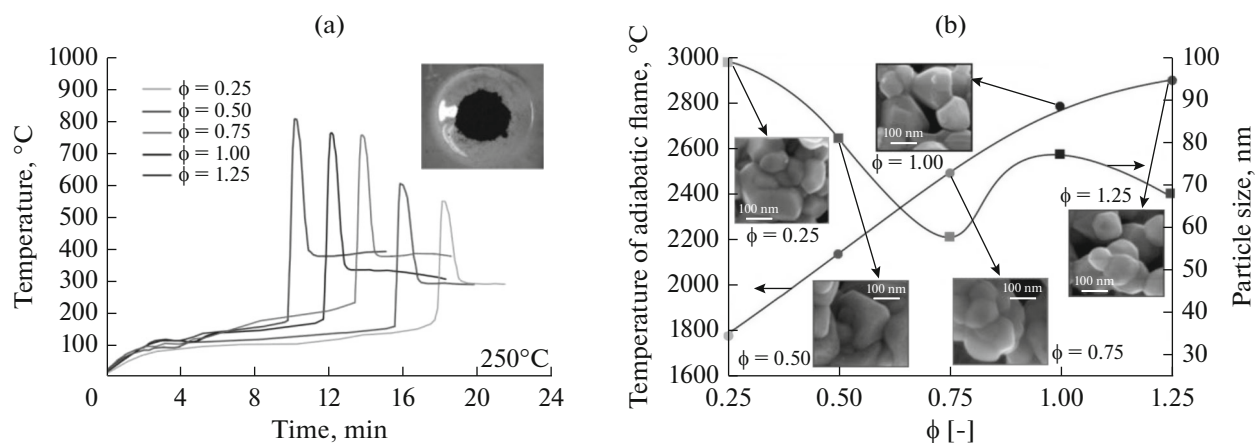 (a)
Temperature, °C
1000
900
800
700
600
500
400
300
200
100
0
4
8
12
16
20
24
Time, min
ϕ = 0.25
ϕ = 0.50
ϕ = 0.75
ϕ = 1.00
ϕ = 1.25
250°C
(b)
Temperature of adiabatic flame, °C
3000
2800
2600
2400
2200
2000
1800
1600
0.25
0.50
0.75
1.00
1.25
ϕ [-]
Particle size, nm
100
90
80
70
60
50
40
30
100 nm
ϕ = 1.00
100 nm
ϕ = 0.25
ϕ = 1.25
100 nm
100 nm
ϕ = 0.50
100 nm
ϕ = 0.75